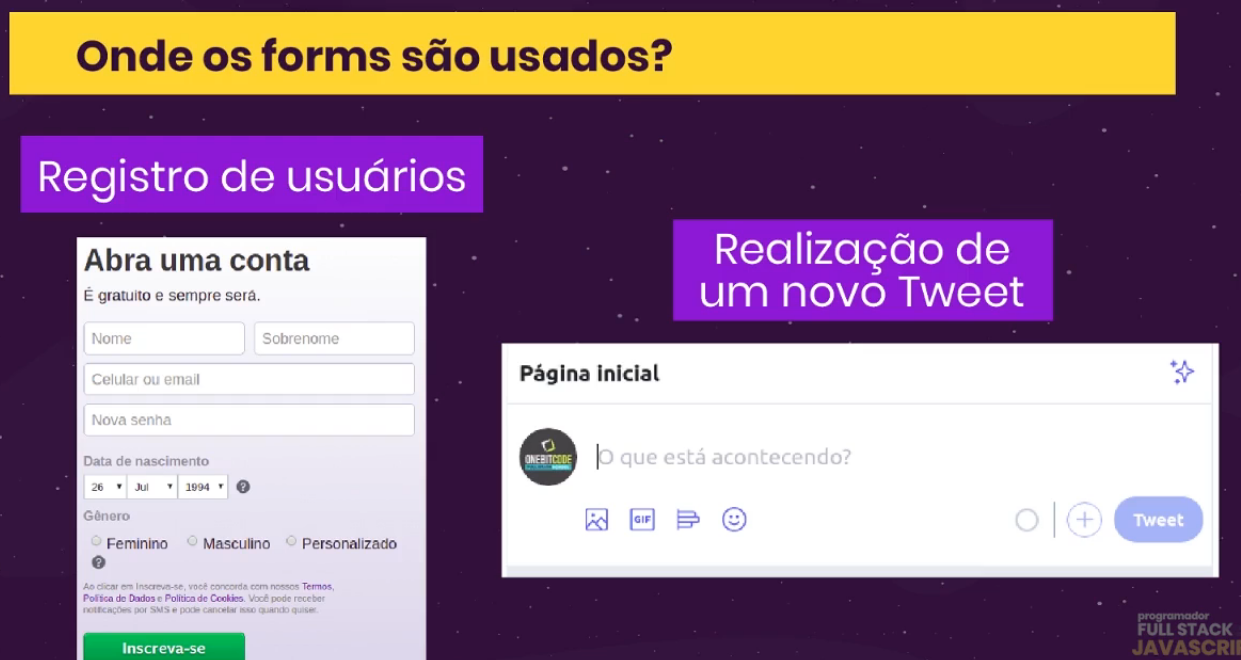 Onde os forms são usados?
Registro de usuários
Abra uma conta
É gratuito e sempre será.
Nome Sobrenome
Celular ou email
Nova senha
Data de nascimento
26 Jul 1994
Gênero
Feminino Masculino Personalizado
Ao clicar em Inscreva-se, você concorda com nossos Termos,
Política de Dados e Política de Cookies. Você pode receber
notificações por SMS e pode cancelar isso quando quiser.
Inscreva-se
Realização de
um novo Tweet
Página inicial
ONEBITCODE
O que está acontecendo?
GIF
Tweet
programador
FULL STACK
JAVASCRI